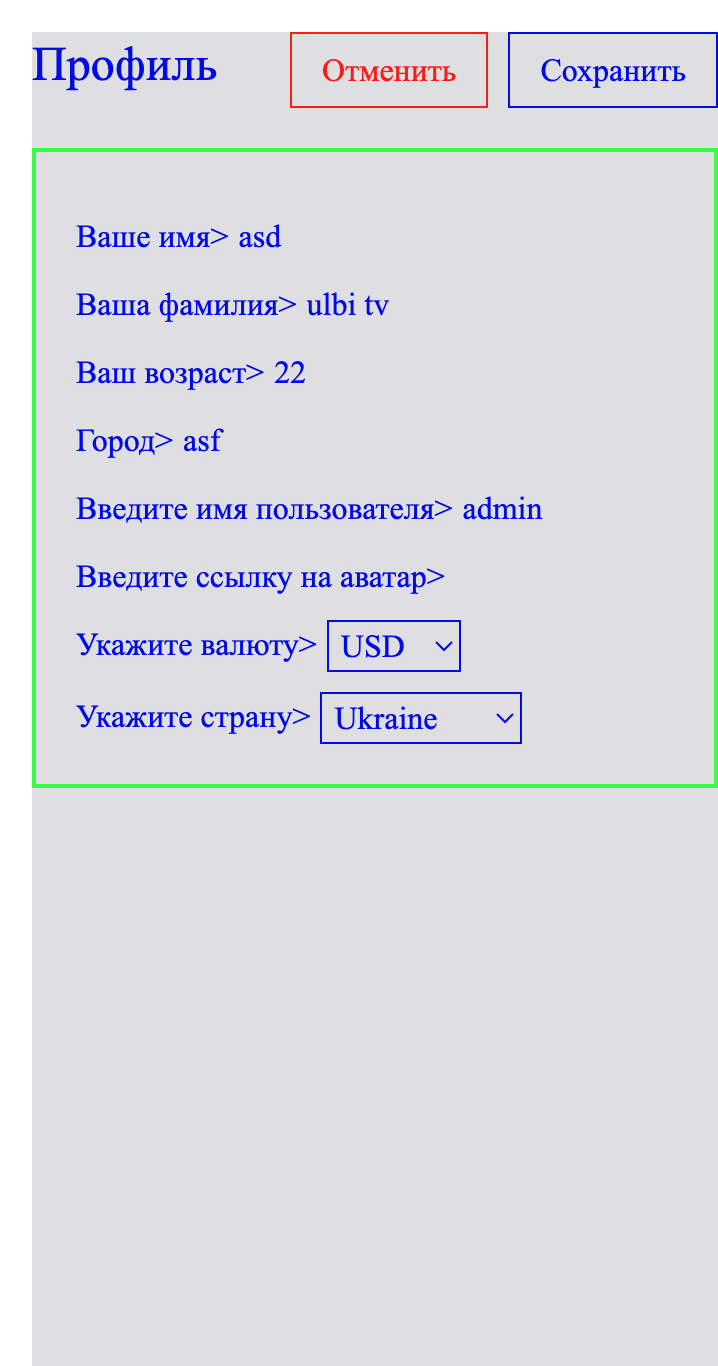 Профиль Отменить Сохранить
Ваше имя> asd
Ваша фамилия> ulbi tv
Ваш возраст> 22
Город> asf
Введите имя пользователя> admin
Введите ссылку на аватар>
Укажите валюту> USD
Укажите страну> Ukraine